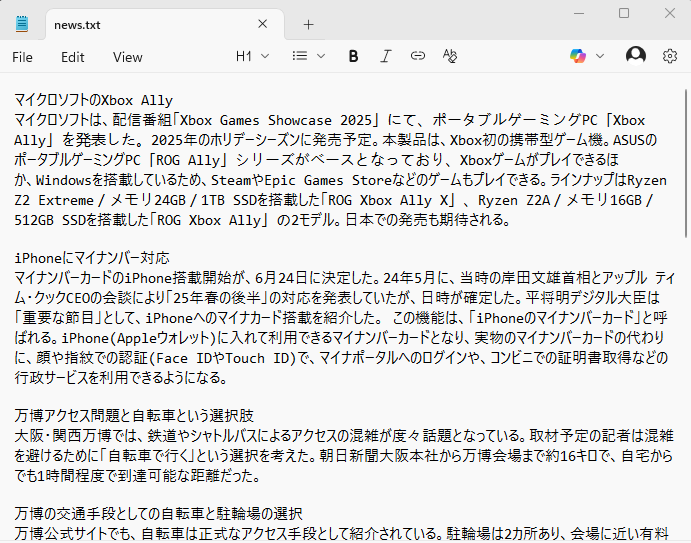 news.txt
File Edit View H1 B I
マイクロソフトのXbox Ally
マイクロソフトは、配信番組「Xbox Games Showcase 2025」にて、ポータブルゲーミングPC「Xbox
Ally」を発表した。2025年のホリデーシーズンに発売予定。本製品は、Xbox初の携帯型ゲーム機。ASUSの
ポータブルゲーミングPC「ROG Ally」シリーズがベースとなっており、Xboxゲームがプレイできるほ
か、Windowsを搭載しているため、SteamやEpic Games Storeなどのゲームもプレイできる。ラインナップはRyzen
Z2 Extreme／メモリ24GB／1TB SSDを搭載した「ROG Xbox Ally X」、Ryzen Z2A／メモリ16GB／
512GB SSDを搭載した「ROG Xbox Ally」の2モデル。日本での発売も期待される。
iPhoneにマイナンバー対応
マイナンバーカードのiPhone搭載開始が、6月24日に決定した。24年5月に、当時の岸田文雄首相とアップル ティ
ム・クックCEOの会談により「25年春の後半」の対応を発表していたが、日時が確定した。平将明デジタル大臣は
「重要な節目」として、iPhoneへのマイナカード搭載を紹介した。 この機能は、「iPhoneのマイナンバーカード」と呼
ばれる。iPhone(Appleウォレット)に入れて利用できるマイナンバーカードとなり、実物のマイナンバーカードの代わり
に、顔や指紋での認証(Face IDやTouch ID)で、マイナポータルへのログインや、コンビニでの証明書取得などの
行政サービスを利用できるようになる。
万博アクセス問題と自転車という選択肢
大阪・関西万博では、鉄道やシャトルバスによるアクセスの混雑が度々話題となっている。取材予定の記者は混雑
を避けるために「自転車で行く」という選択を考えた。朝日新聞大阪本社から万博会場まで約16キロで、自宅から
でも1時間程度で到達可能な距離だった。
万博の交通手段としての自転車と駐輪場の選択
万博公式サイトでも、自転車は正式なアクセス手段として紹介されている。駐輪場は2カ所あり、会場に近い有料